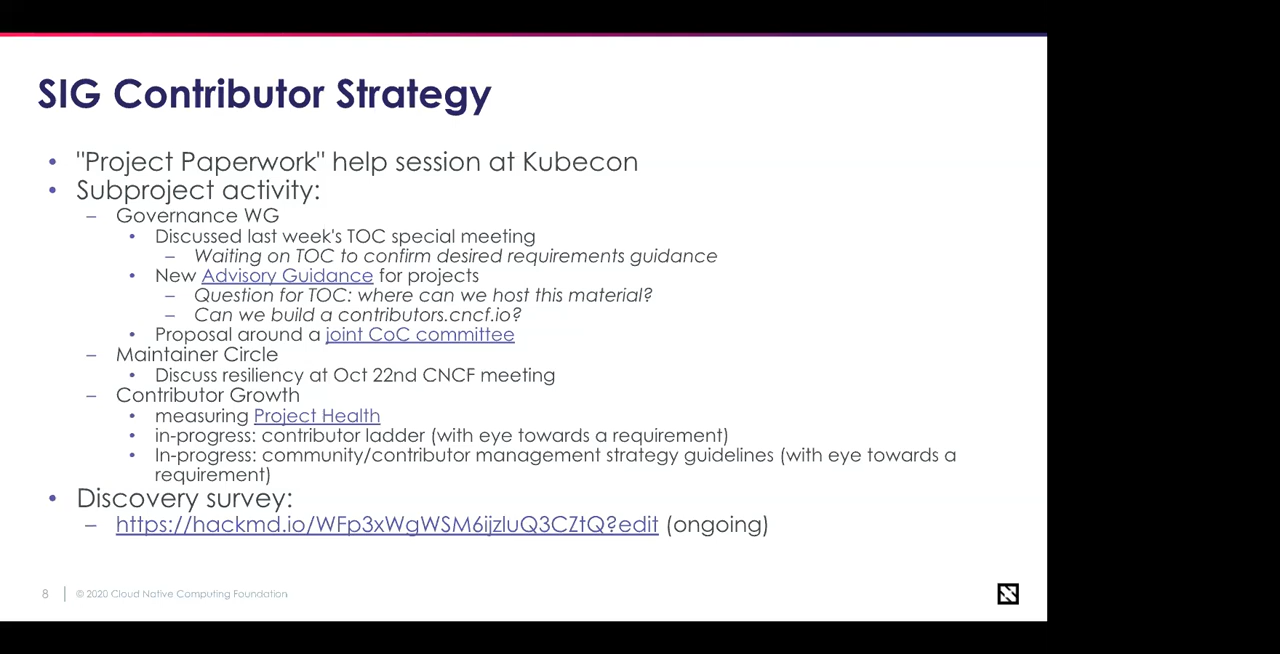 SIG Contributor Strategy
• "Project Paperwork" help session at Kubecon
• Subproject activity:
– Governance WG
• Discussed last week's TOC special meeting
– Waiting on TOC to confirm desired requirements guidance
• New Advisory Guidance for projects
– Question for TOC: where can we host this material?
– Can we build a contributors.cncf.io?
• Proposal around a joint CoC committee
– Maintainer Circle
• Discuss resiliency at Oct 22nd CNCF meeting
– Contributor Growth
• measuring Project Health
• in-progress: contributor ladder (with eye towards a requirement)
• In-progress: community/contributor management strategy guidelines (with eye towards a
requirement)
• Discovery survey:
– https://hackmd.io/WFp3xWgWSM6ijzluQ3CZtQ?edit (ongoing)
8 | © 2020 Cloud Native Computing Foundation